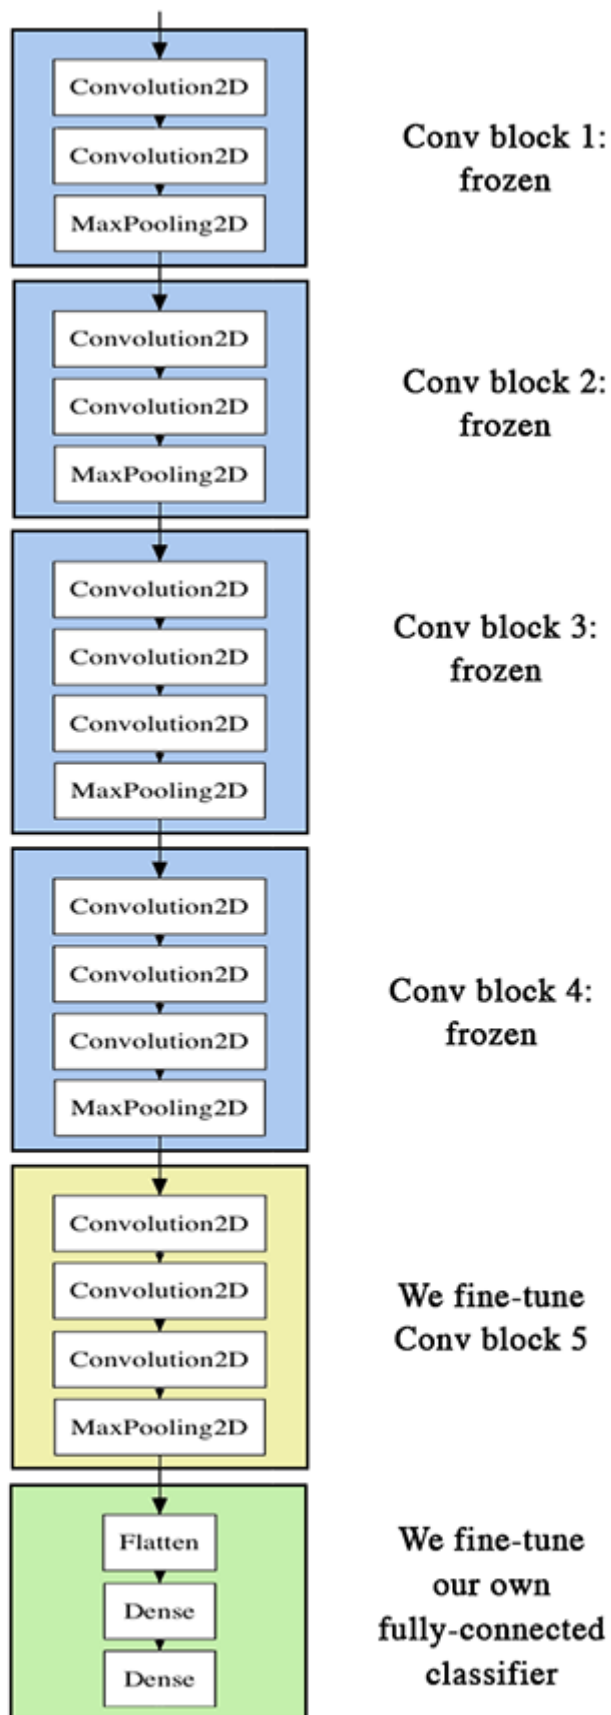 Convolution2D
Convolution2D
MaxPooling2D
Conv block 1:
frozen
Convolution2D
Convolution2D
MaxPooling2D
Conv block 2:
frozen
Convolution2D
Convolution2D
Convolution2D
MaxPooling2D
Conv block 3:
frozen
Convolution2D
Convolution2D
Convolution2D
MaxPooling2D
Conv block 4:
frozen
Convolution2D
Convolution2D
Convolution2D
MaxPooling2D
We fine-tune
Conv block 5
Flatten
Dense
Dense
We fine-tune
our own
fully-connected
classifier